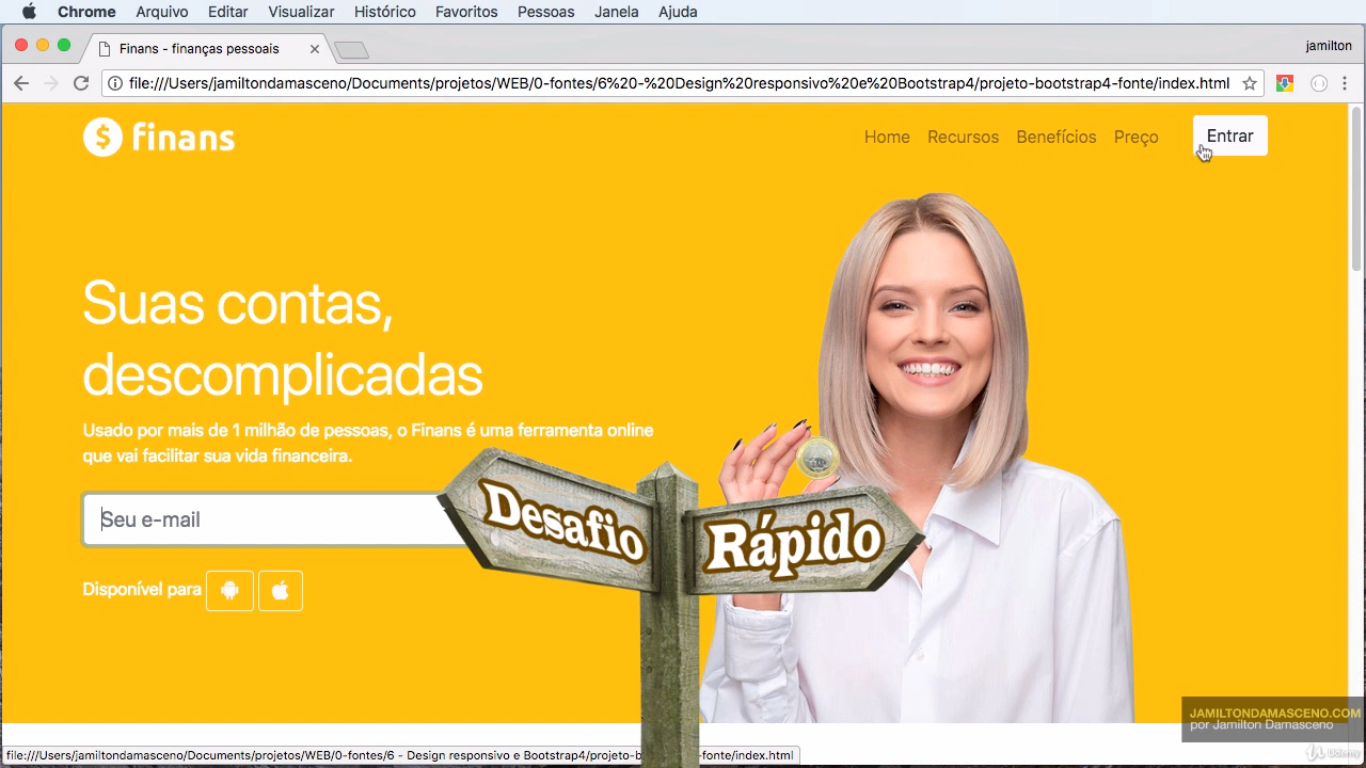 Chrome Arquivo Editar Visualizar Histórico Favoritos Pessoas Janela Ajuda
Finans - finanças pessoais
jamilton
file:///Users/jamiltondamasceno/Documents/projetos/WEB/0-fontes/6%20-%20Design%20responsivo%20e%20Bootstrap4/projeto-bootstrap4-fonte/index.html
$ finans
Home Recursos Benefícios Preço Entrar
Suas contas,
descomplicadas
Usado por mais de 1 milhão de pessoas, o Finans é uma ferramenta online
que vai facilitar sua vida financeira.
Seu e-mail
Desafio Rápido
Disponível para
JAMILTONDAMASCENO.COM
por Jamilton Damasceno
file:///Users/jamiltondamasceno/Documents/projetos/WEB/0-fontes/6 - Design responsivo e Bootstrap4/projeto-b -fonte/index.html
Udemy